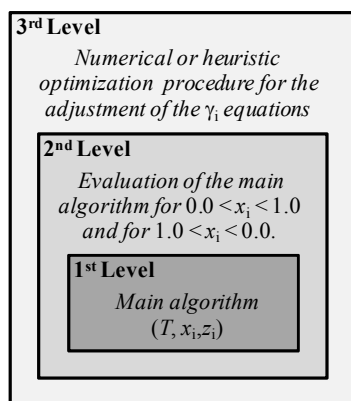 3rd Level
Numerical or heuristic
optimization procedure for the
adjustment of the γi equations
2nd Level
Evaluation of the main
algorithm for 0.0 < xi < 1.0
and for 1.0 < xi < 0.0.
1st Level
Main algorithm
(T, xi,zi)